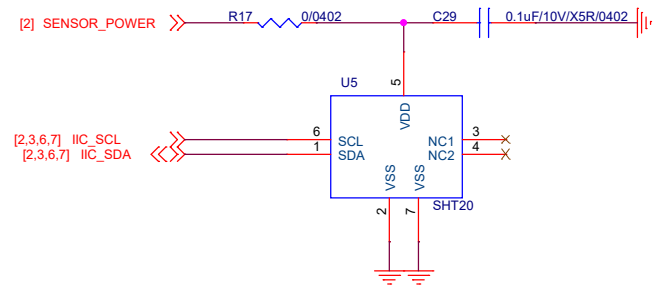 [2] SENSOR_POWER R17 0/0402 C29 0.1uF/10V/X5R/0402
U5
5
VDD
[2,3,6,7] IIC_SCL 6 SCL NC1 3
[2,3,6,7] IIC_SDA 1 SDA NC2 4
VSS VSS
SHT20
2 7